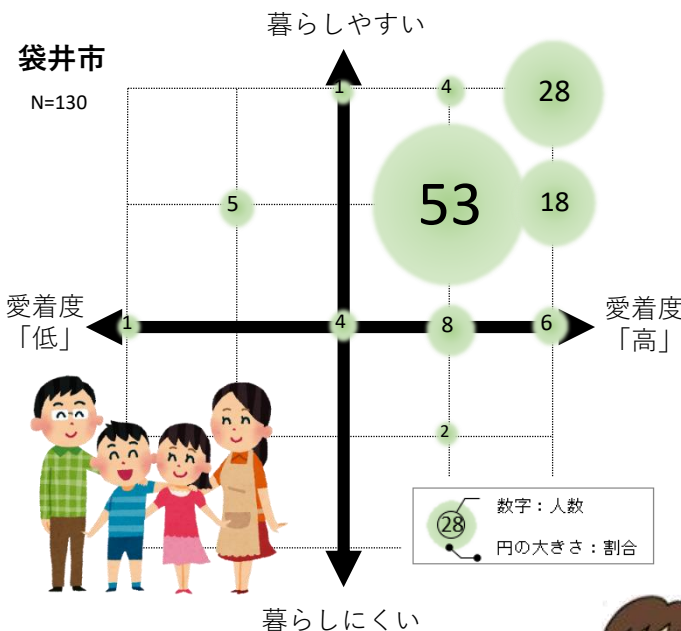 暮らしやすい
袋井市
N=130
1
4
28
5
53
18
愛着度
「低」
1
4
8
6
愛着度
「高」
2
28
数字：人数
円の大きさ：割合
暮らしにくい